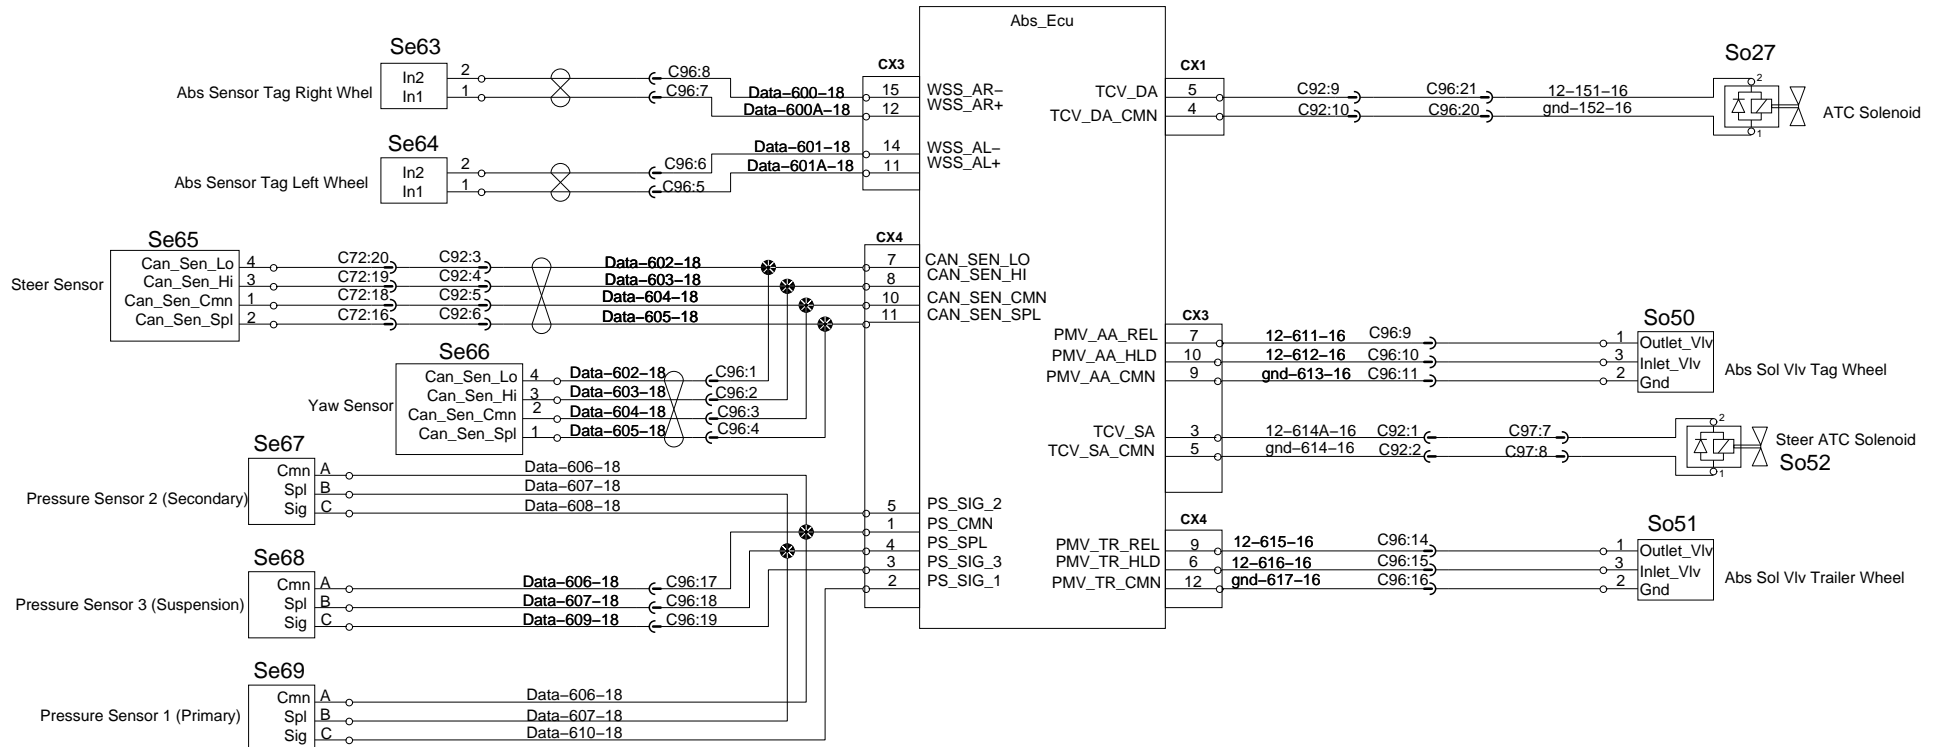 Abs_Ecu
Se63
Abs Sensor Tag Right Whel
In2 2 C96:8
In1 1 C96:7
Data-600-18
Data-600A-18
CX3
15 WSS_AR-
12 WSS_AR+
Se64
Abs Sensor Tag Left Wheel
In2 2 C96:6
In1 1 C96:5
Data-601-18
Data-601A-18
14 WSS_AL-
11 WSS_AL+
Se65
Steer Sensor
Can_Sen_Lo 4 C72:20 C92:3 Data-602-18
Can_Sen_Hi 3 C72:19 C92:4 Data-603-18
Can_Sen_Cmn 1 C72:18 C92:5 Data-604-18
Can_Sen_Spl 2 C72:16 C92:6 Data-605-18
CX4
7 CAN_SEN_LO
8 CAN_SEN_HI
10 CAN_SEN_CMN
11 CAN_SEN_SPL
Se66
Yaw Sensor
Can_Sen_Lo 4 Data-602-18 C96:1
Can_Sen_Hi 3 Data-603-18 C96:2
Can_Sen_Cmn 2 Data-604-18 C96:3
Can_Sen_Spl 1 Data-605-18 C96:4
Se67
Pressure Sensor 2 (Secondary)
Cmn A Data-606-18
Spl B Data-607-18
Sig C Data-608-18
5 PS_SIG_2
1 PS_CMN
4 PS_SPL
3 PS_SIG_3
2 PS_SIG_1
Se68
Pressure Sensor 3 (Suspension)
Cmn A Data-606-18 C96:17
Spl B Data-607-18 C96:18
Sig C Data-609-18 C96:19
Se69
Pressure Sensor 1 (Primary)
Cmn A Data-606-18
Spl B Data-607-18
Sig C Data-610-18
CX1
TCV_DA 5 C92:9 C96:21 12-151-16
TCV_DA_CMN 4 C92:10 C96:20 gnd-152-16
So27
2
1
ATC Solenoid
CX3
PMV_AA_REL 7 12-611-16 C96:9 1 Outlet_Vlv
PMV_AA_HLD 10 12-612-16 C96:10 3 Inlet_Vlv
PMV_AA_CMN 9 gnd-613-16 C96:11 2 Gnd
So50
Abs Sol Vlv Tag Wheel
TCV_SA 3 12-614A-16 C92:1 C97:7
TCV_SA_CMN 5 gnd-614-16 C92:2 C97:8
2
1
Steer ATC Solenoid
So52
CX4
PMV_TR_REL 9 12-615-16 C96:14 1 Outlet_Vlv
PMV_TR_HLD 6 12-616-16 C96:15 3 Inlet_Vlv
PMV_TR_CMN 12 gnd-617-16 C96:16 2 Gnd
So51
Abs Sol Vlv Trailer Wheel